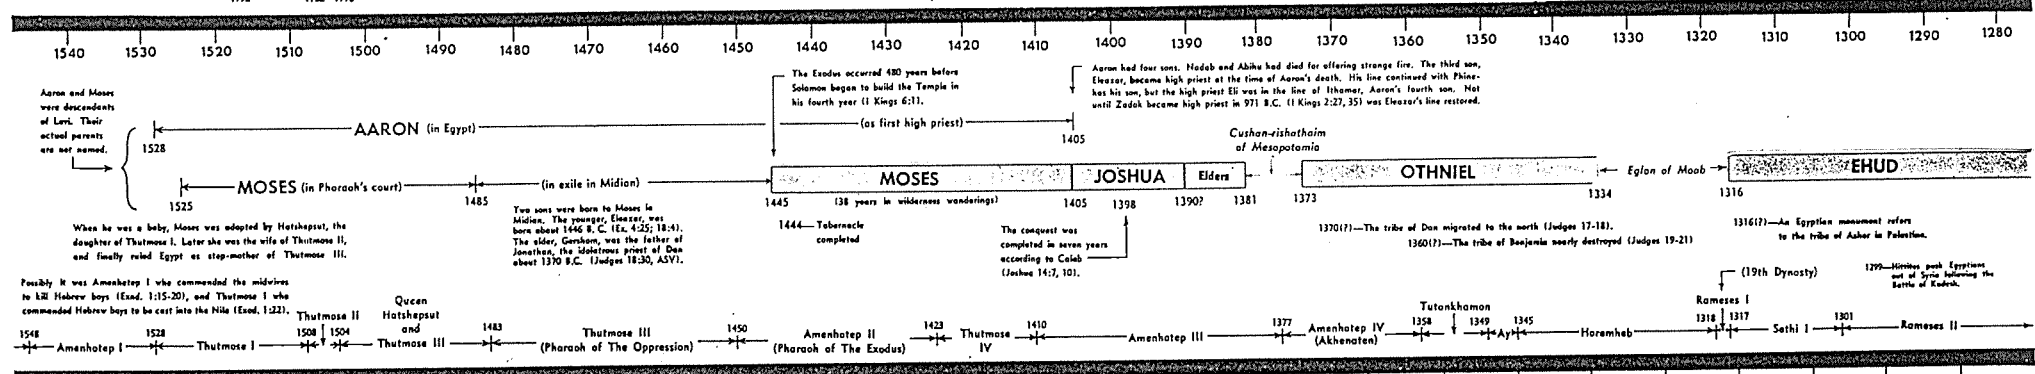 1540 1530 1520 1510 1500 1490 1480 1470 1460 1450 1440 1430 1420 1410 1400 1390 1380 1370 1360 1350 1340 1330 1320 1310 1300 1290 1280
Aaron and Moses
were descendants
of Levi. Their
actual parents
are not named.
The Exodus occurred 480 years before
Solomon began to build the Temple in
his fourth year (I Kings 6:1).
Aaron had four sons. Nadab and Abihu had died for offering strange fire. The third son,
Eleazar, became high priest at the time of Aaron's death. His line continued with Phine-
has his son, but the high priest Eli was in the line of Ithamar, Aaron's fourth son. Not
until Zadok became high priest in 971 B.C. (I Kings 2:27, 35) was Eleazar's line restored.
AARON (in Egypt) (as first high priest)
1528 1405
Cushan-rishathaim
of Mesopotamia
MOSES (in Pharaoh's court) (in exile in Midian) MOSES JOSHUA Elders OTHNIEL Eglon of Moab EHUD
1525 1485 1445 (38 years in wilderness wanderings) 1405 1398 1390? 1381 1373 1334 1316
When he was a baby, Moses was adopted by Hatshepsut, the
daughter of Thutmose I. Later she was the wife of Thutmose II,
and finally ruled Egypt as step-mother of Thutmose III.
Two sons were born to Moses in
Midian. The younger, Eleazar, was
born about 1446 B. C. (Ex. 4:25; 18:4).
The elder, Gershom, was the father of
Jonathan, the idolatrous priest of Dan
about 1370 B.C. (Judges 18:30, ASV).
1444—Tabernacle
completed
The conquest was
completed in seven years
according to Caleb
(Joshua 14:7, 10).
1370(?)—The tribe of Dan migrated to the north (Judges 17-18).
1360(?)—The tribe of Benjamin nearly destroyed (Judges 19-21)
1316(?)—An Egyptian monument refers
to the tribe of Asher in Palestine.
1299—Hittites push Egyptians
out of Syria following the
Battle of Kadesh.
Possibly it was Amenhotep I who commanded the midwives
to kill Hebrew boys (Exod. 1:15-20), and Thutmose I who
commanded Hebrew boys to be cast into the Nile (Exod. 1:22).
Thutmose II
Queen
Hatshepsut
and
Thutmose III
Tutankhamon
(19th Dynasty)
Rameses I
1548 1528 1508 1504 1483 1450 1423 1410 1377 1358 1349 1345 1318 1317 1301
Amenhotep I Thutmose I
Thutmose III
(Pharaoh of The Oppression)
Amenhotep II
(Pharaoh of The Exodus)
Thutmose
IV
Amenhotep III
Amenhotep IV
(Akhenaten)
Ay Horemheb Sethi I Rameses II